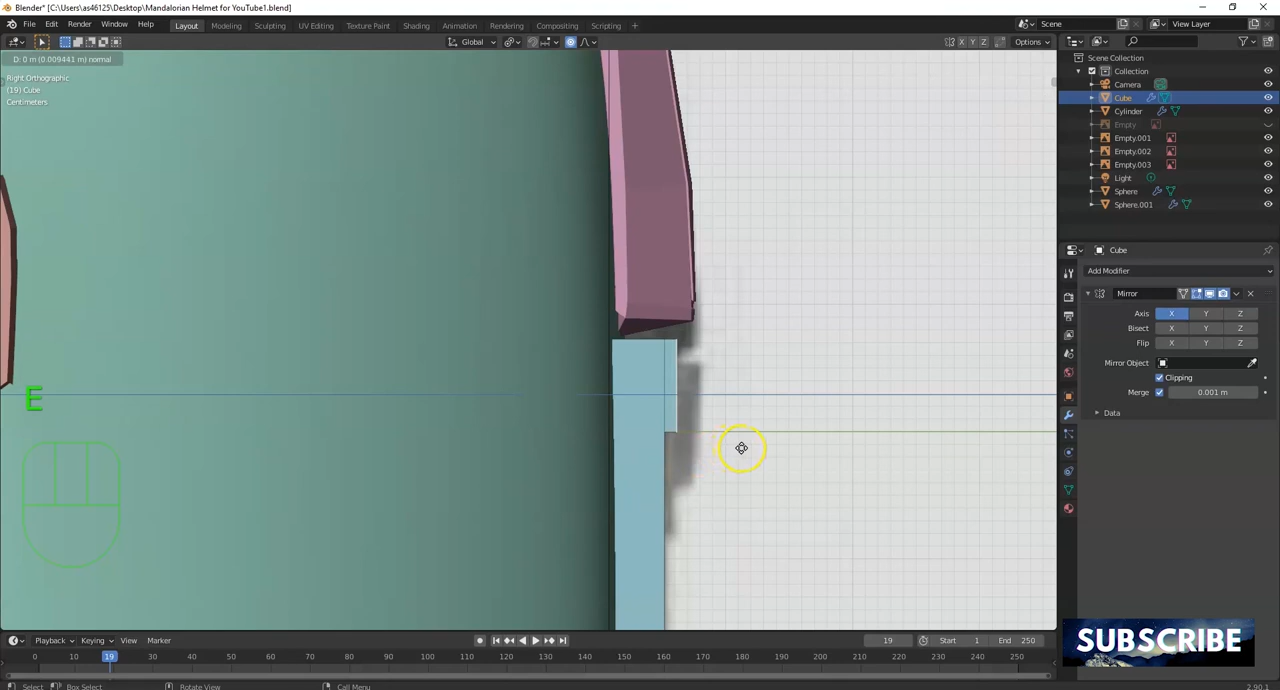 Blender* [C:\Users\as46125\Desktop\Mandalorian Helmet for YouTube1.blend]
File Edit Render Window Help Layout Modeling Sculpting UV Editing Texture Paint Shading Animation Rendering Compositing Scripting Scene View Layer
Global X Y Z Options
D: 0 m (0.009441 m) normal
Right Orthographic
(19) Cube
Centimeters
Scene Collection
Collection
Camera
Cube
Cylinder
Empty
Empty.001
Empty.002
Empty.003
Light
Sphere
Sphere.001
Cube
Add Modifier
Mirror
Axis X Y Z
Bisect X Y Z
Flip X Y Z
Mirror Object
Clipping
Merge 0.001 m
Data
E
SUBSCRIBE
Playback Keying View Marker 19 Start 1 End 250
0 10 19 30 40 50 60 70 80 90 100 110 120 130 140 150 160 170 180 190 200 210 220 230 240 250
Select Box Select Rotate View Call Menu 2.90.1